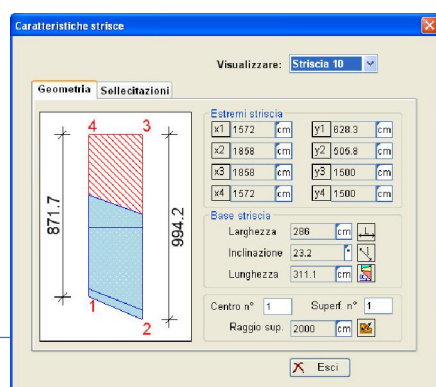 Caratteristiche strisce
Visualizzare: Striscia 10
Geometria Sollecitazioni
4 3
871.7
994.2
1
2
Estremi striscia
x1 1572 cm y1 628.3 cm
x2 1858 cm y2 505.8 cm
x3 1858 cm y3 1500 cm
x4 1572 cm y4 1500 cm
Base striscia
Larghezza 286 cm L
Inclinazione 23.2 °
Lunghezza 311.1 cm
Centro n° 1 Superf. n° 1
Raggio sup. 2000 cm
Esci